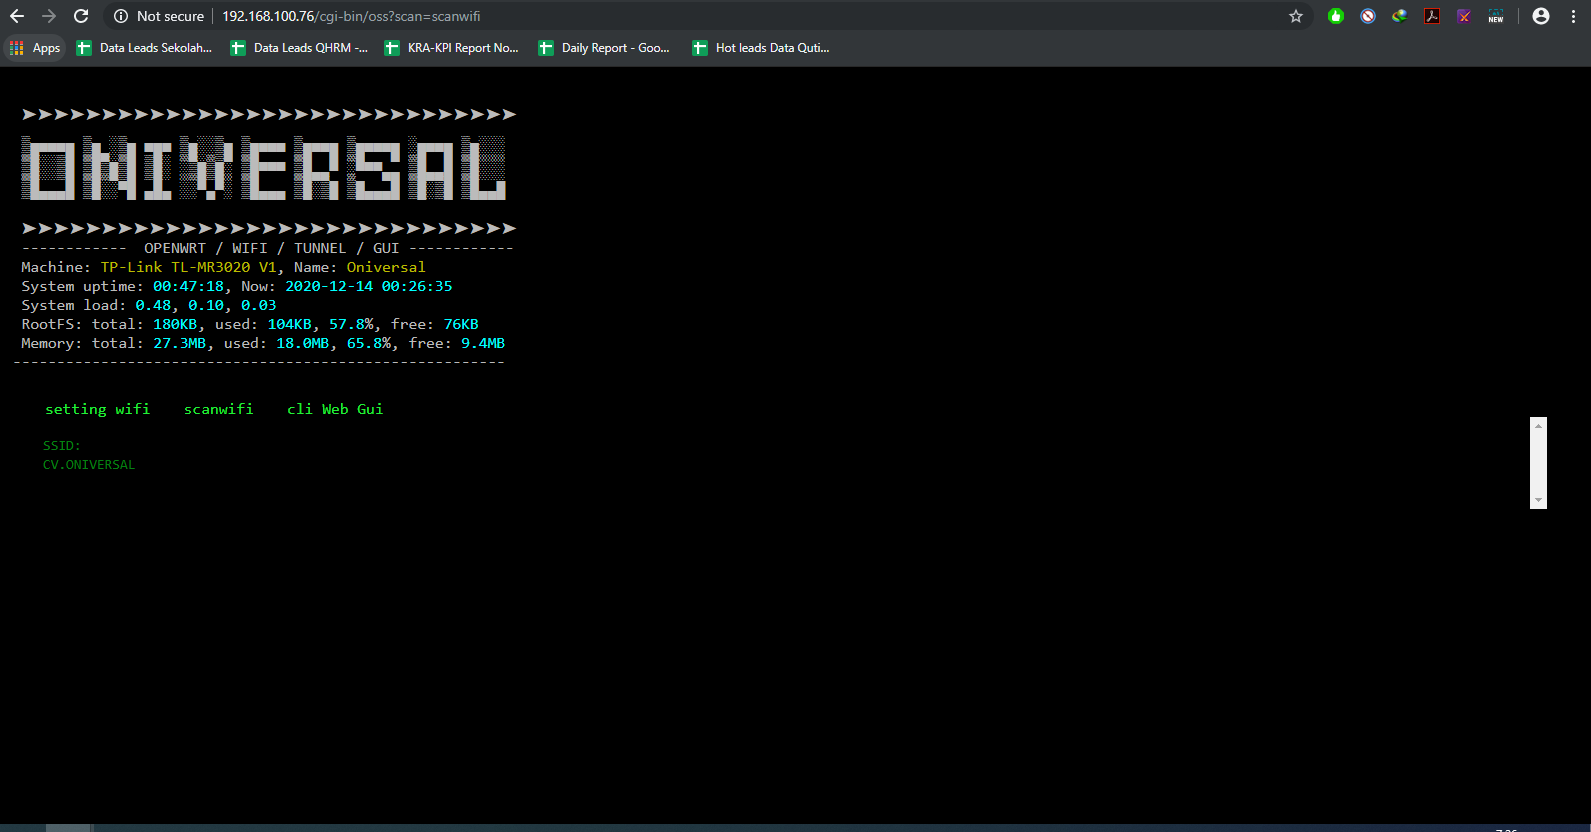 Not secure 192.168.100.76/cgi-bin/oss?scan=scanwifi
NEW
Apps Data Leads Sekolah... Data Leads QHRM -... KRA-KPI Report No... Daily Report - Goo... Hot leads Data Quti...
ONIVERSAL
------------ OPENWRT / WIFI / TUNNEL / GUI ------------
Machine: TP-Link TL-MR3020 V1, Name: Oniversal
System uptime: 00:47:18, Now: 2020-12-14 00:26:35
System load: 0.48, 0.10, 0.03
RootFS: total: 180KB, used: 104KB, 57.8%, free: 76KB
Memory: total: 27.3MB, used: 18.0MB, 65.8%, free: 9.4MB
--------------------------------------------------------
setting wifi scanwifi cli Web Gui
SSID:
CV.ONIVERSAL